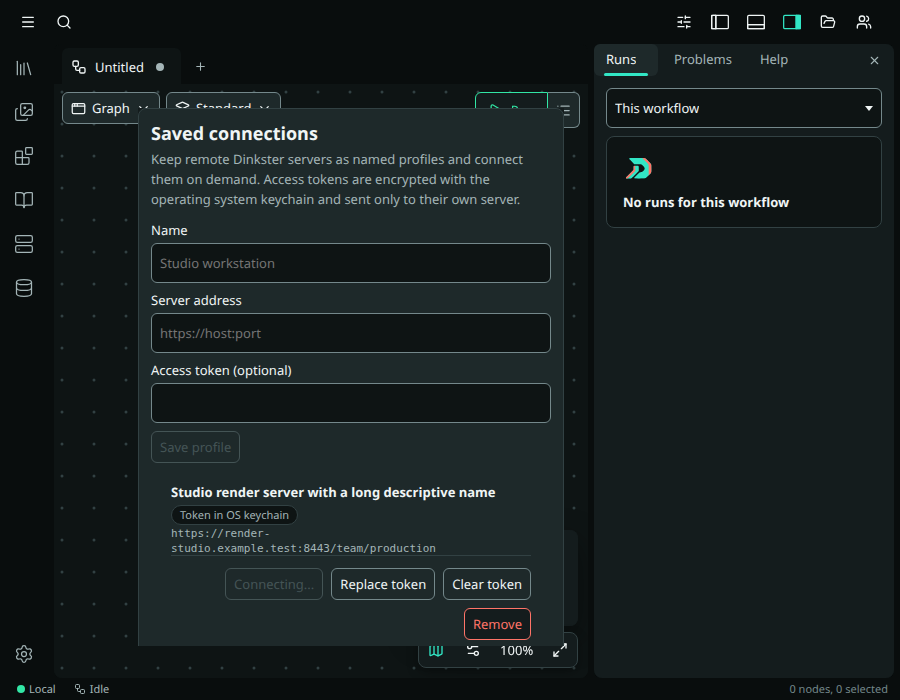 Untitled
Runs
Problems
Help
Graph
Standard
This workflow
No runs for this workflow
Saved connections
Keep remote Dinkster servers as named profiles and connect
them on demand. Access tokens are encrypted with the
operating system keychain and sent only to their own server.
Name
Studio workstation
Server address
https://host:port
Access token (optional)
Save profile
Studio render server with a long descriptive name
Token in OS keychain
https://render-
studio.example.test:8443/team/production
Connecting...
Replace token
Clear token
Remove
100%
Local
Idle
0 nodes, 0 selected